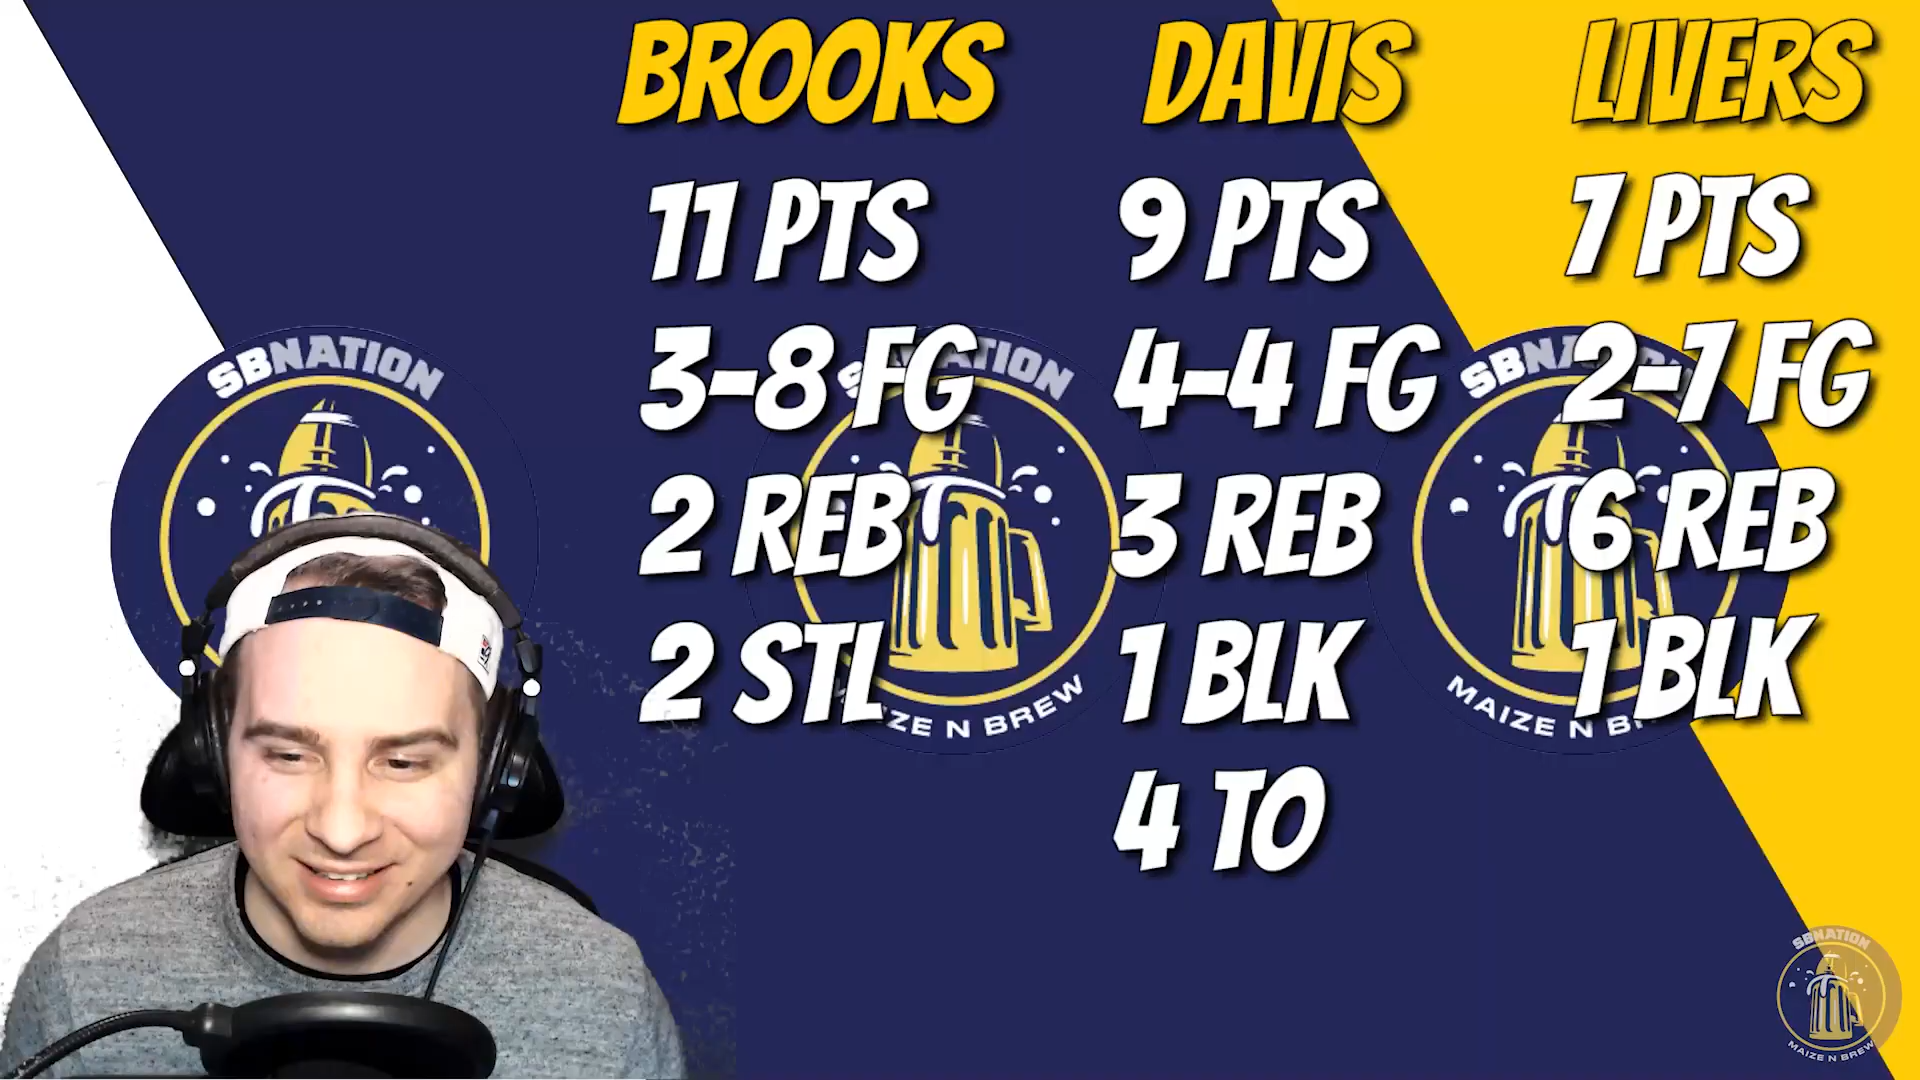 BROOKS
11 PTS
3-8 FG
2 REB
2 STL
DAVIS
9 PTS
4-4 FG
3 REB
1 BLK
4 TO
LIVERS
7 PTS
2-7 FG
6 REB
1 BLK
SBNATION
MAIZE N BREW
SBNATION
MAIZE N BREW